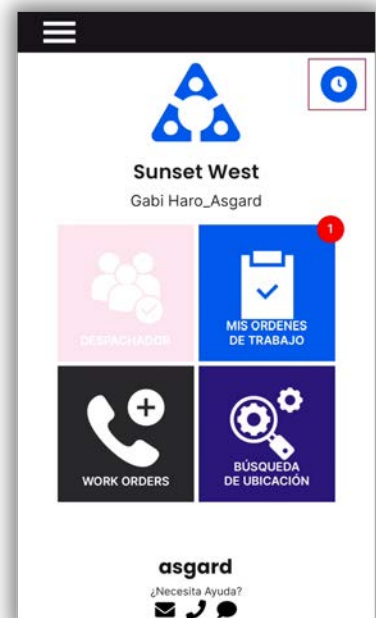 Sunset West
Gabi Haro_Asgard
1
DESPACHADOS
MIS ORDENES
DE TRABAJO
WORK ORDERS
BÚSQUEDA
DE UBICACIÓN
asgard
¿Necesita Ayuda?